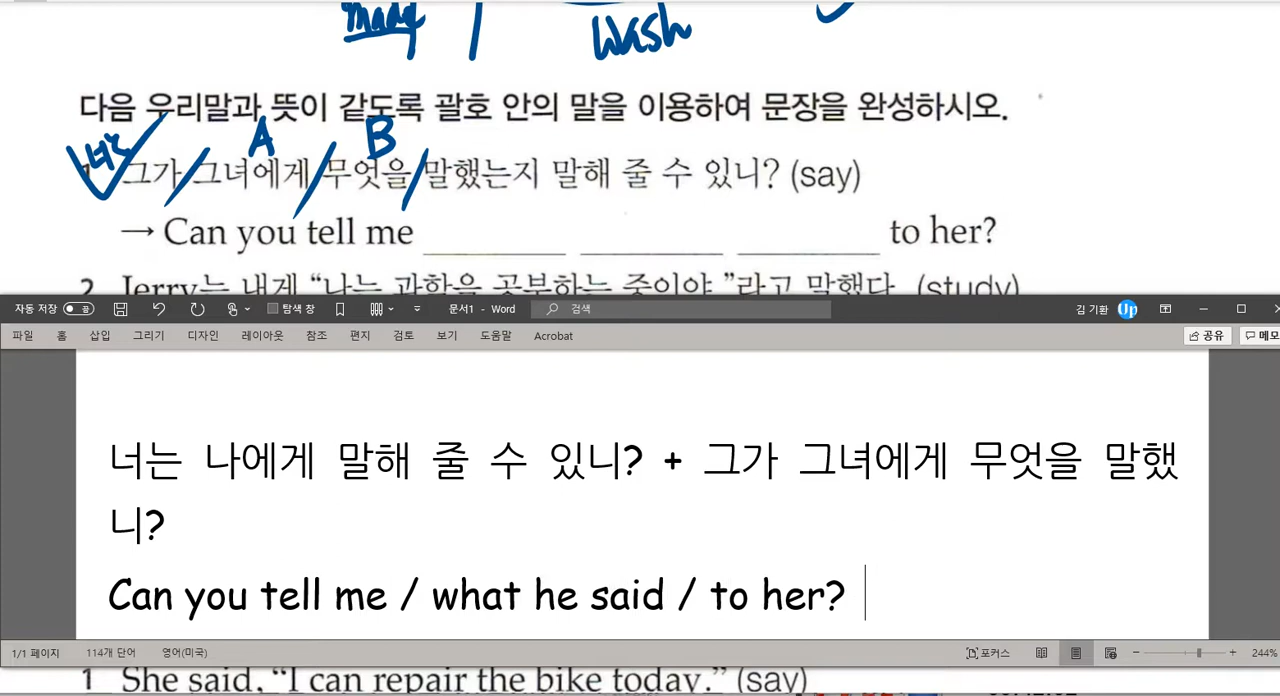 wash
다음 우리말과 뜻이 같도록 괄호 안의 말을 이용하여 문장을 완성하시오.
너는 A B
1 그가 그녀에게 무엇을 말했는지 말해 줄 수 있니? (say)
→ Can you tell me ______ ______ ______ to her?
2 Jerry는 내게 “나는 과학을 공부하는 중이야.”라고 말했다. (study)
자동 저장 끔 탐색 창 문서1 - Word 검색 김 기환 Up
파일 홈 삽입 그리기 디자인 레이아웃 참조 편지 검토 보기 도움말 Acrobat 공유 메모
너는 나에게 말해 줄 수 있니? + 그가 그녀에게 무엇을 말했
니?
Can you tell me / what he said / to her?
1/1 페이지 114개 단어 영어(미국) 포커스 244%
1 She said, “I can repair the bike today.” (say)